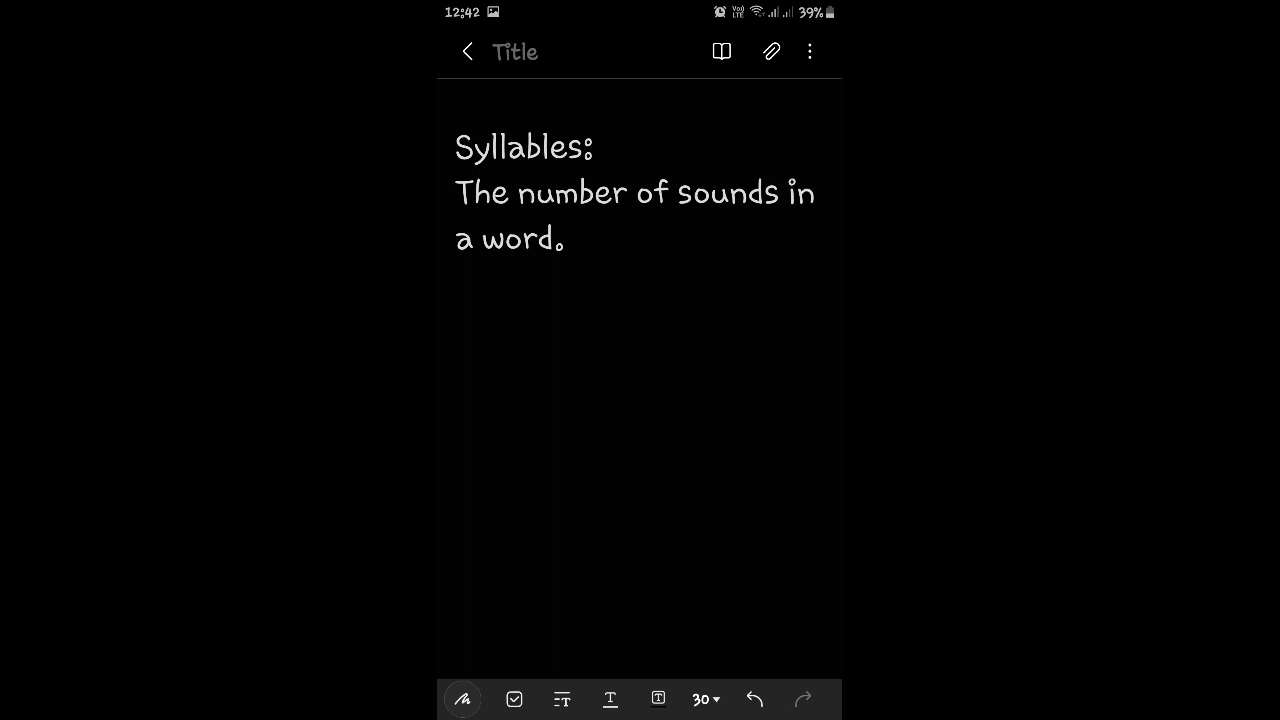 12:42 39%
Title
Syllables:
The number of sounds in
a word.
30